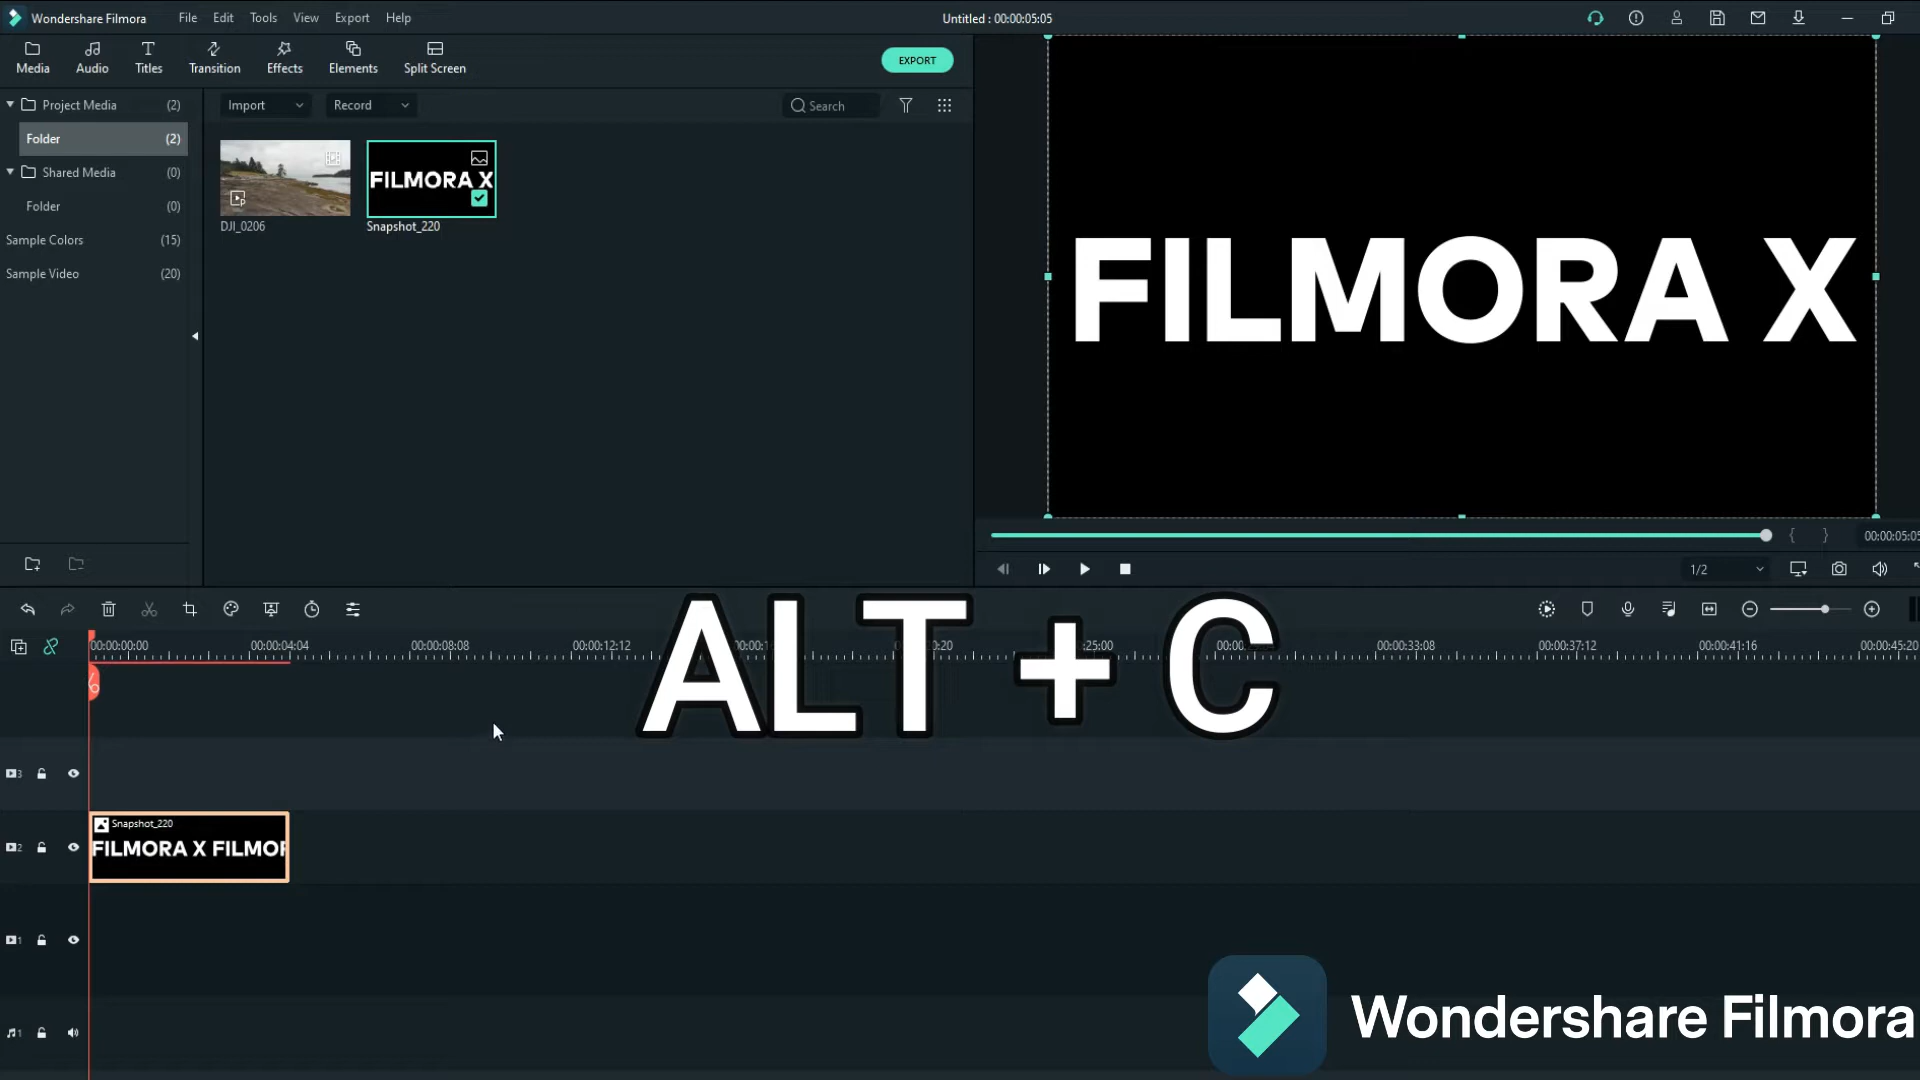 Wondershare Filmora File Edit Tools View Export Help Untitled : 00:00:05:05
Media Audio Titles Transition Effects Elements Split Screen EXPORT
Project Media (2)
Folder (2)
Shared Media (0)
Folder (0)
Sample Colors (15)
Sample Video (20)
Import Record Search
FILMORA X
DJI_0206 Snapshot_220
FILMORA X
00:00:05:05
1/2
ALT + C
00:00:00:00 00:00:04:04 00:00:08:08 00:00:12:12 00:00:33:08 00:00:37:12 00:00:41:16 00:00:45:20
3
2
Snapshot_220
FILMORA X FILMOR
1
1
Wondershare Filmora